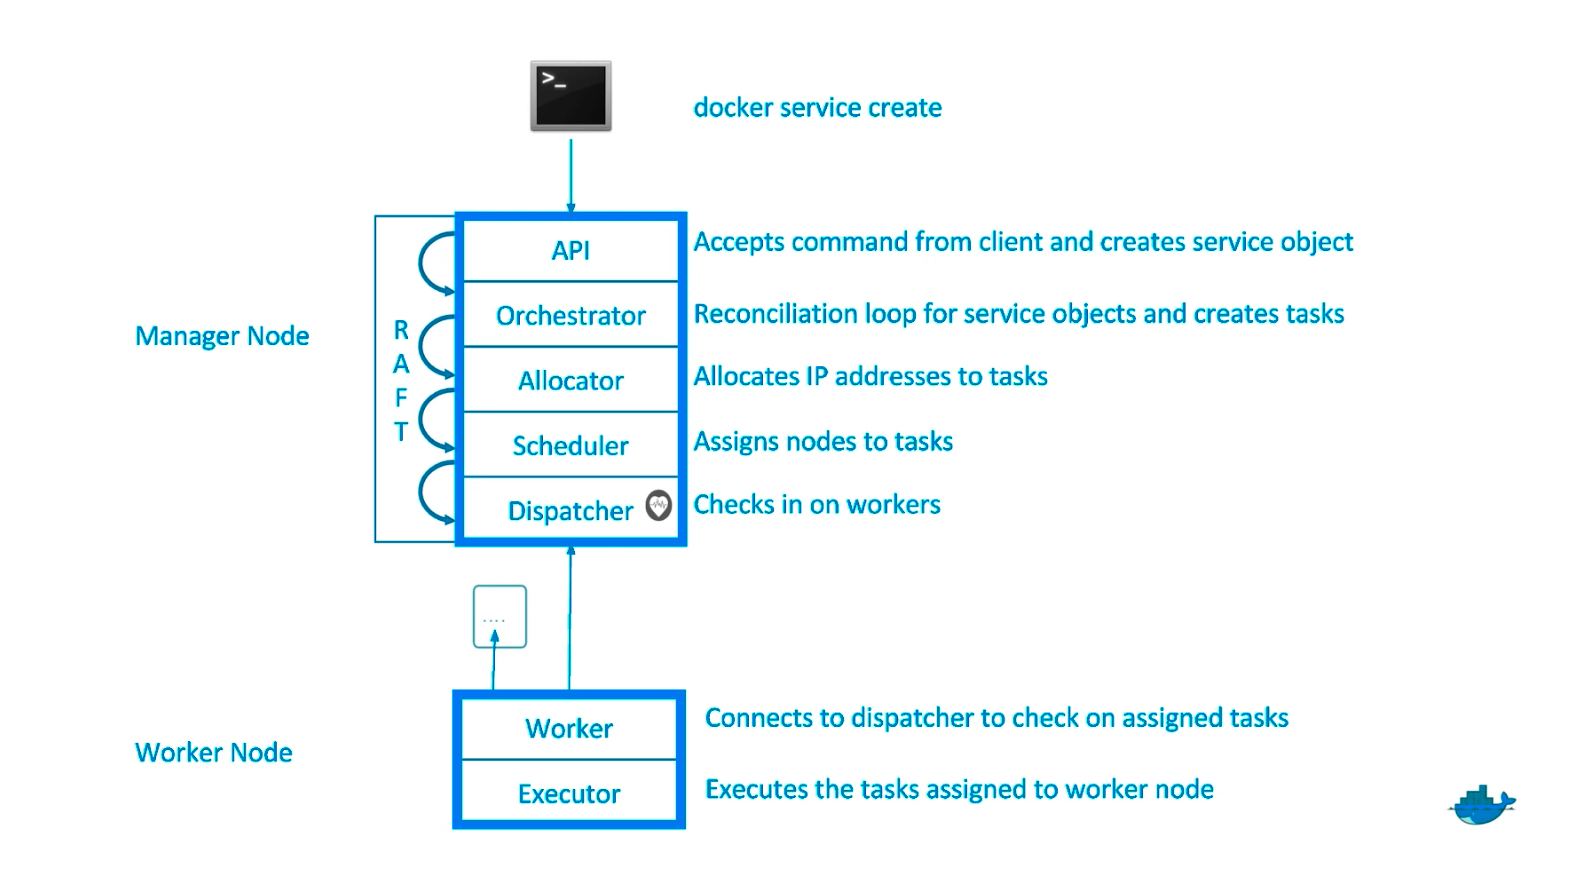 >_
docker service create
API
Accepts command from client and creates service object
Orchestrator
Reconciliation loop for service objects and creates tasks
Manager Node
R
A
F
T
Allocator
Allocates IP addresses to tasks
Scheduler
Assigns nodes to tasks
Dispatcher
Checks in on workers
....
Worker
Connects to dispatcher to check on assigned tasks
Worker Node
Executor
Executes the tasks assigned to worker node